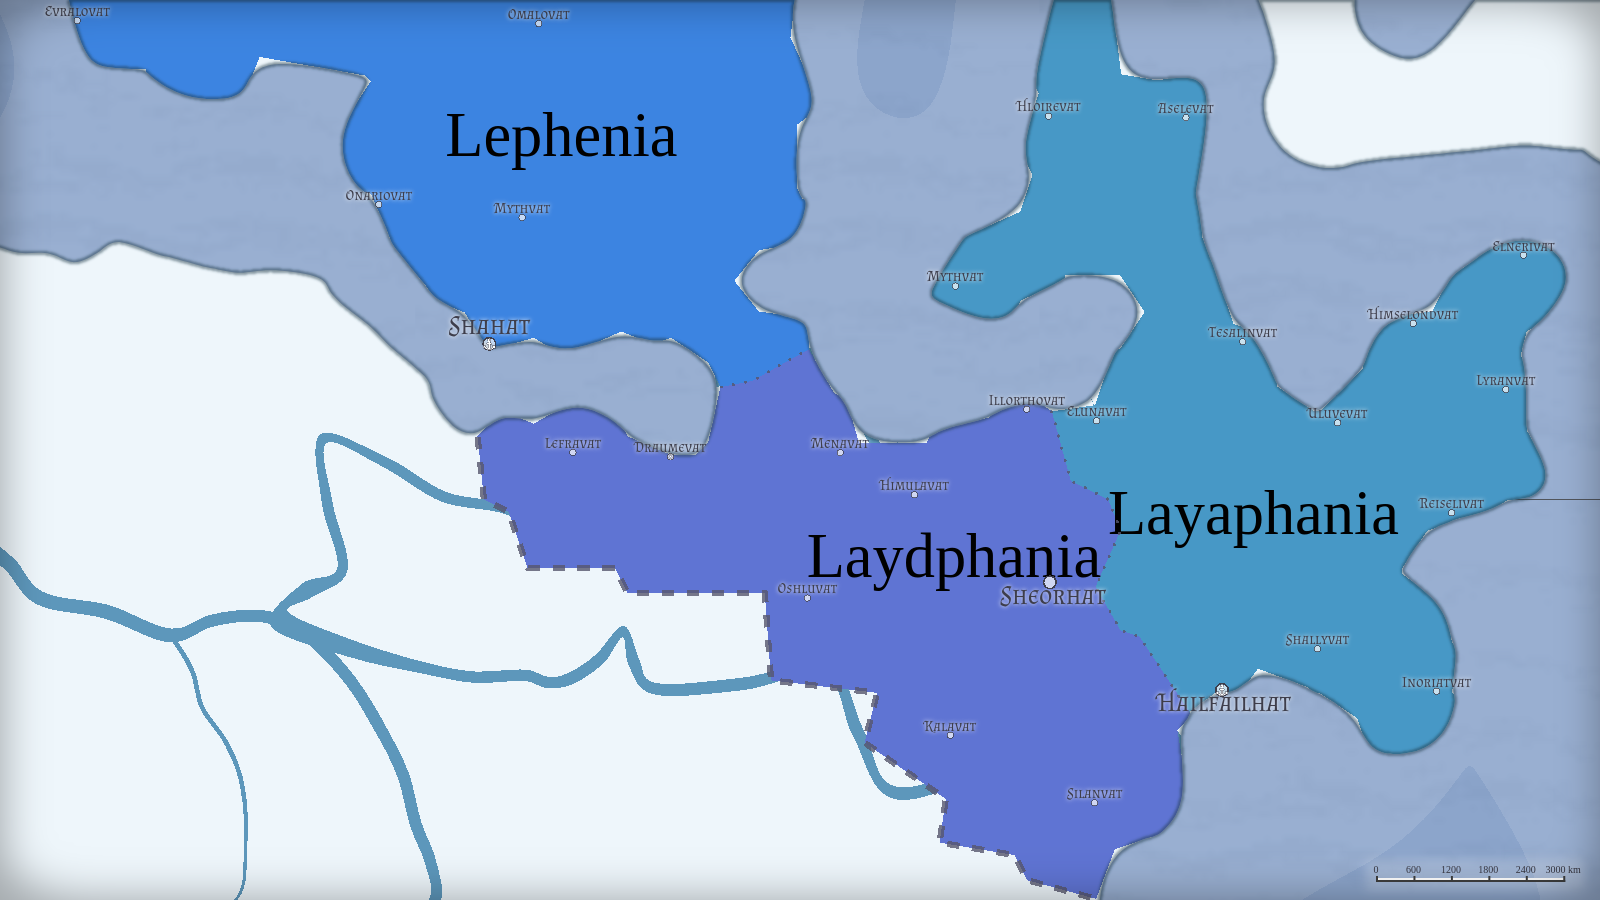 Evralovat
Omalovat
Lephenia
Hloirevat
Aselevat
Onariovat
Mythvat
Elnerivat
Mythvat
Himselondvat
Shahat
Tesalinvat
Lyranvat
Illorthovat
Elunavat
Uluvevat
Lefravat
Draumevat
Menavat
Himulavat
Reiselivat
Layaphania
Laydphania
Oshluvat
Sheorhat
Shallyvat
Inoriatvat
Hailfailhat
Kalavat
Silanvat
0 600 1200 1800 2400 3000 km